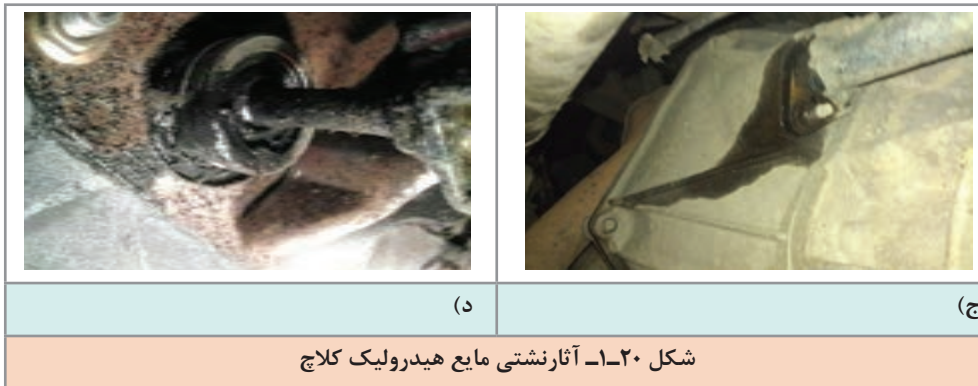 ج)
د)
شکل ۲۰ـ۱ـ آثارنشتی مایع هیدرولیک کلاچ